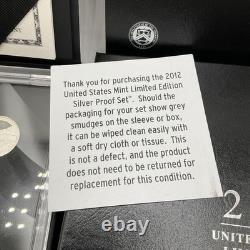 Thank you for purchasing the 2012
United States Mint Limited Edition
Silver Proof Set™. Should the
packaging for your set show grey
smudges on the sleeve or box,
it can be wiped clean easily with
a soft dry cloth or tissue. This
is not a defect, and the product
does not need to be returned for
replacement for this condition.
2
UNITE